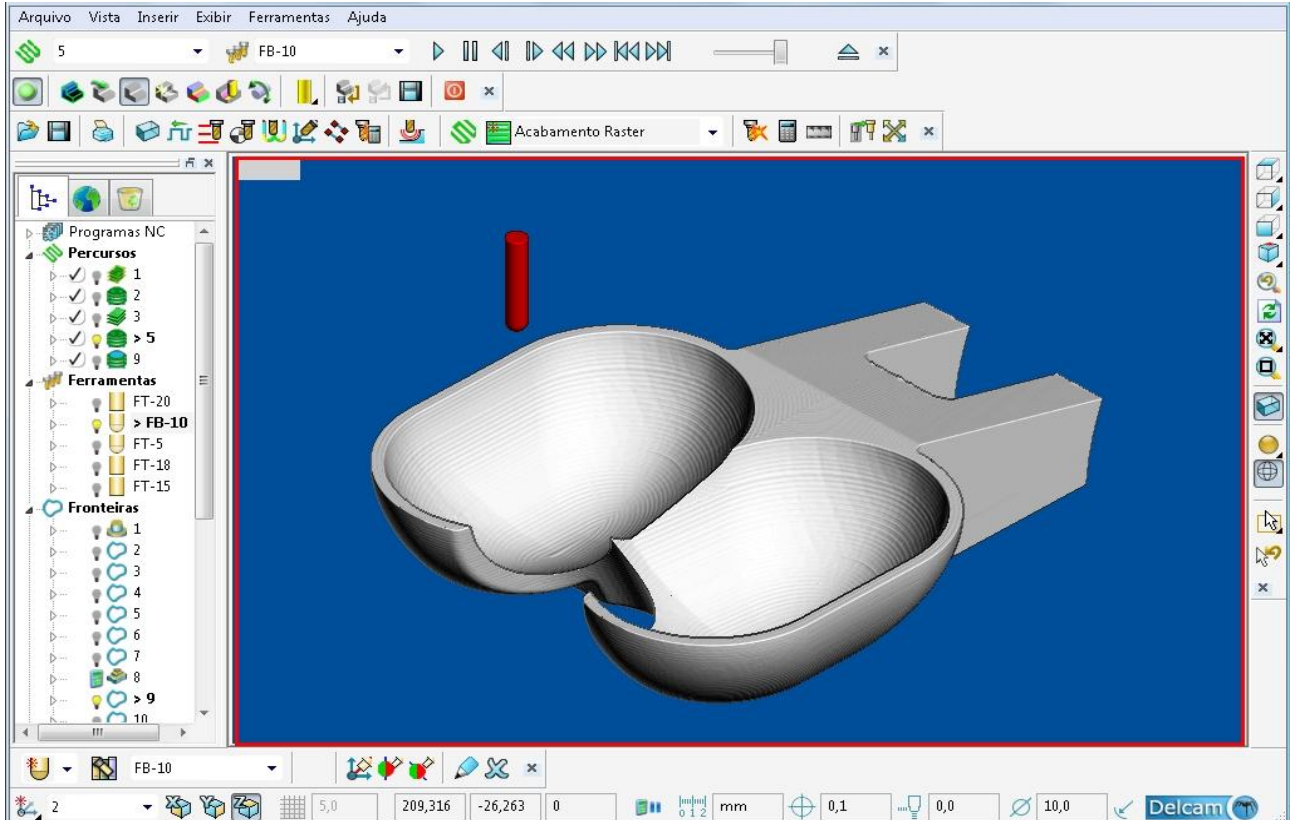 Arquivo Vista Inserir Exibir Ferramentas Ajuda
5 FB-10
Acabamento Raster
Programas NC
Percursos
1
2
3
> 5
9
Ferramentas
FT-20
> FB-10
FT-5
FT-18
FT-15
Fronteiras
1
2
3
4
5
6
7
8
> 9
10
FB-10
2 5,0 209,316 -26,263 0 0 1 2 mm 0,1 0,0 10,0 Delcam